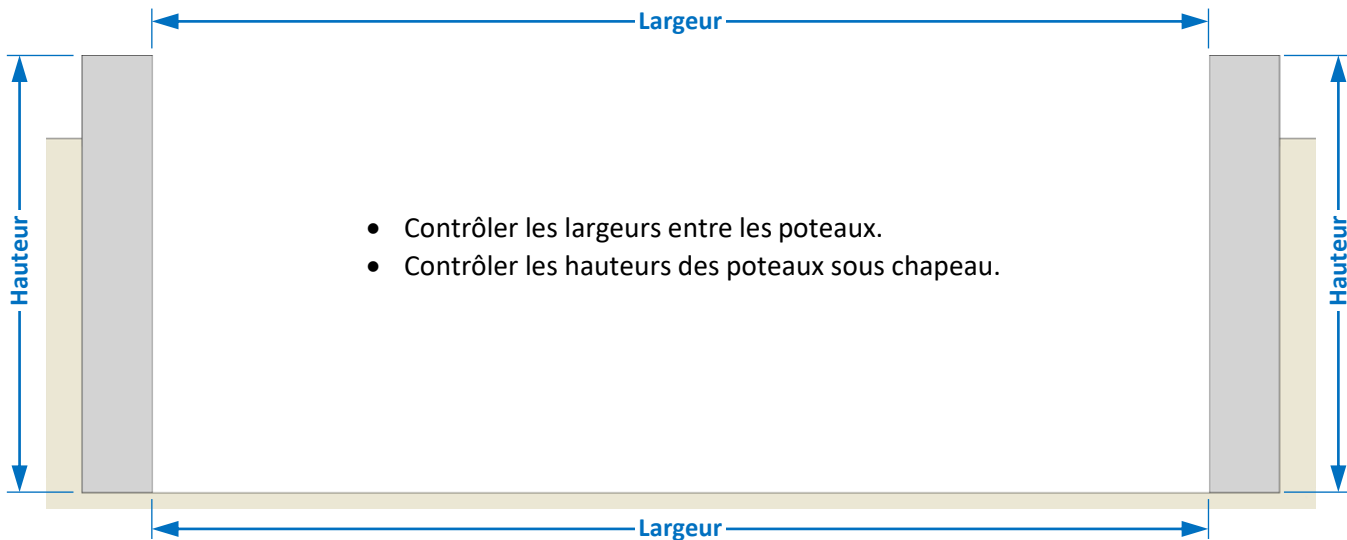 Largeur
Hauteur
• Contrôler les largeurs entre les poteaux.
• Contrôler les hauteurs des poteaux sous chapeau.
Hauteur
Largeur